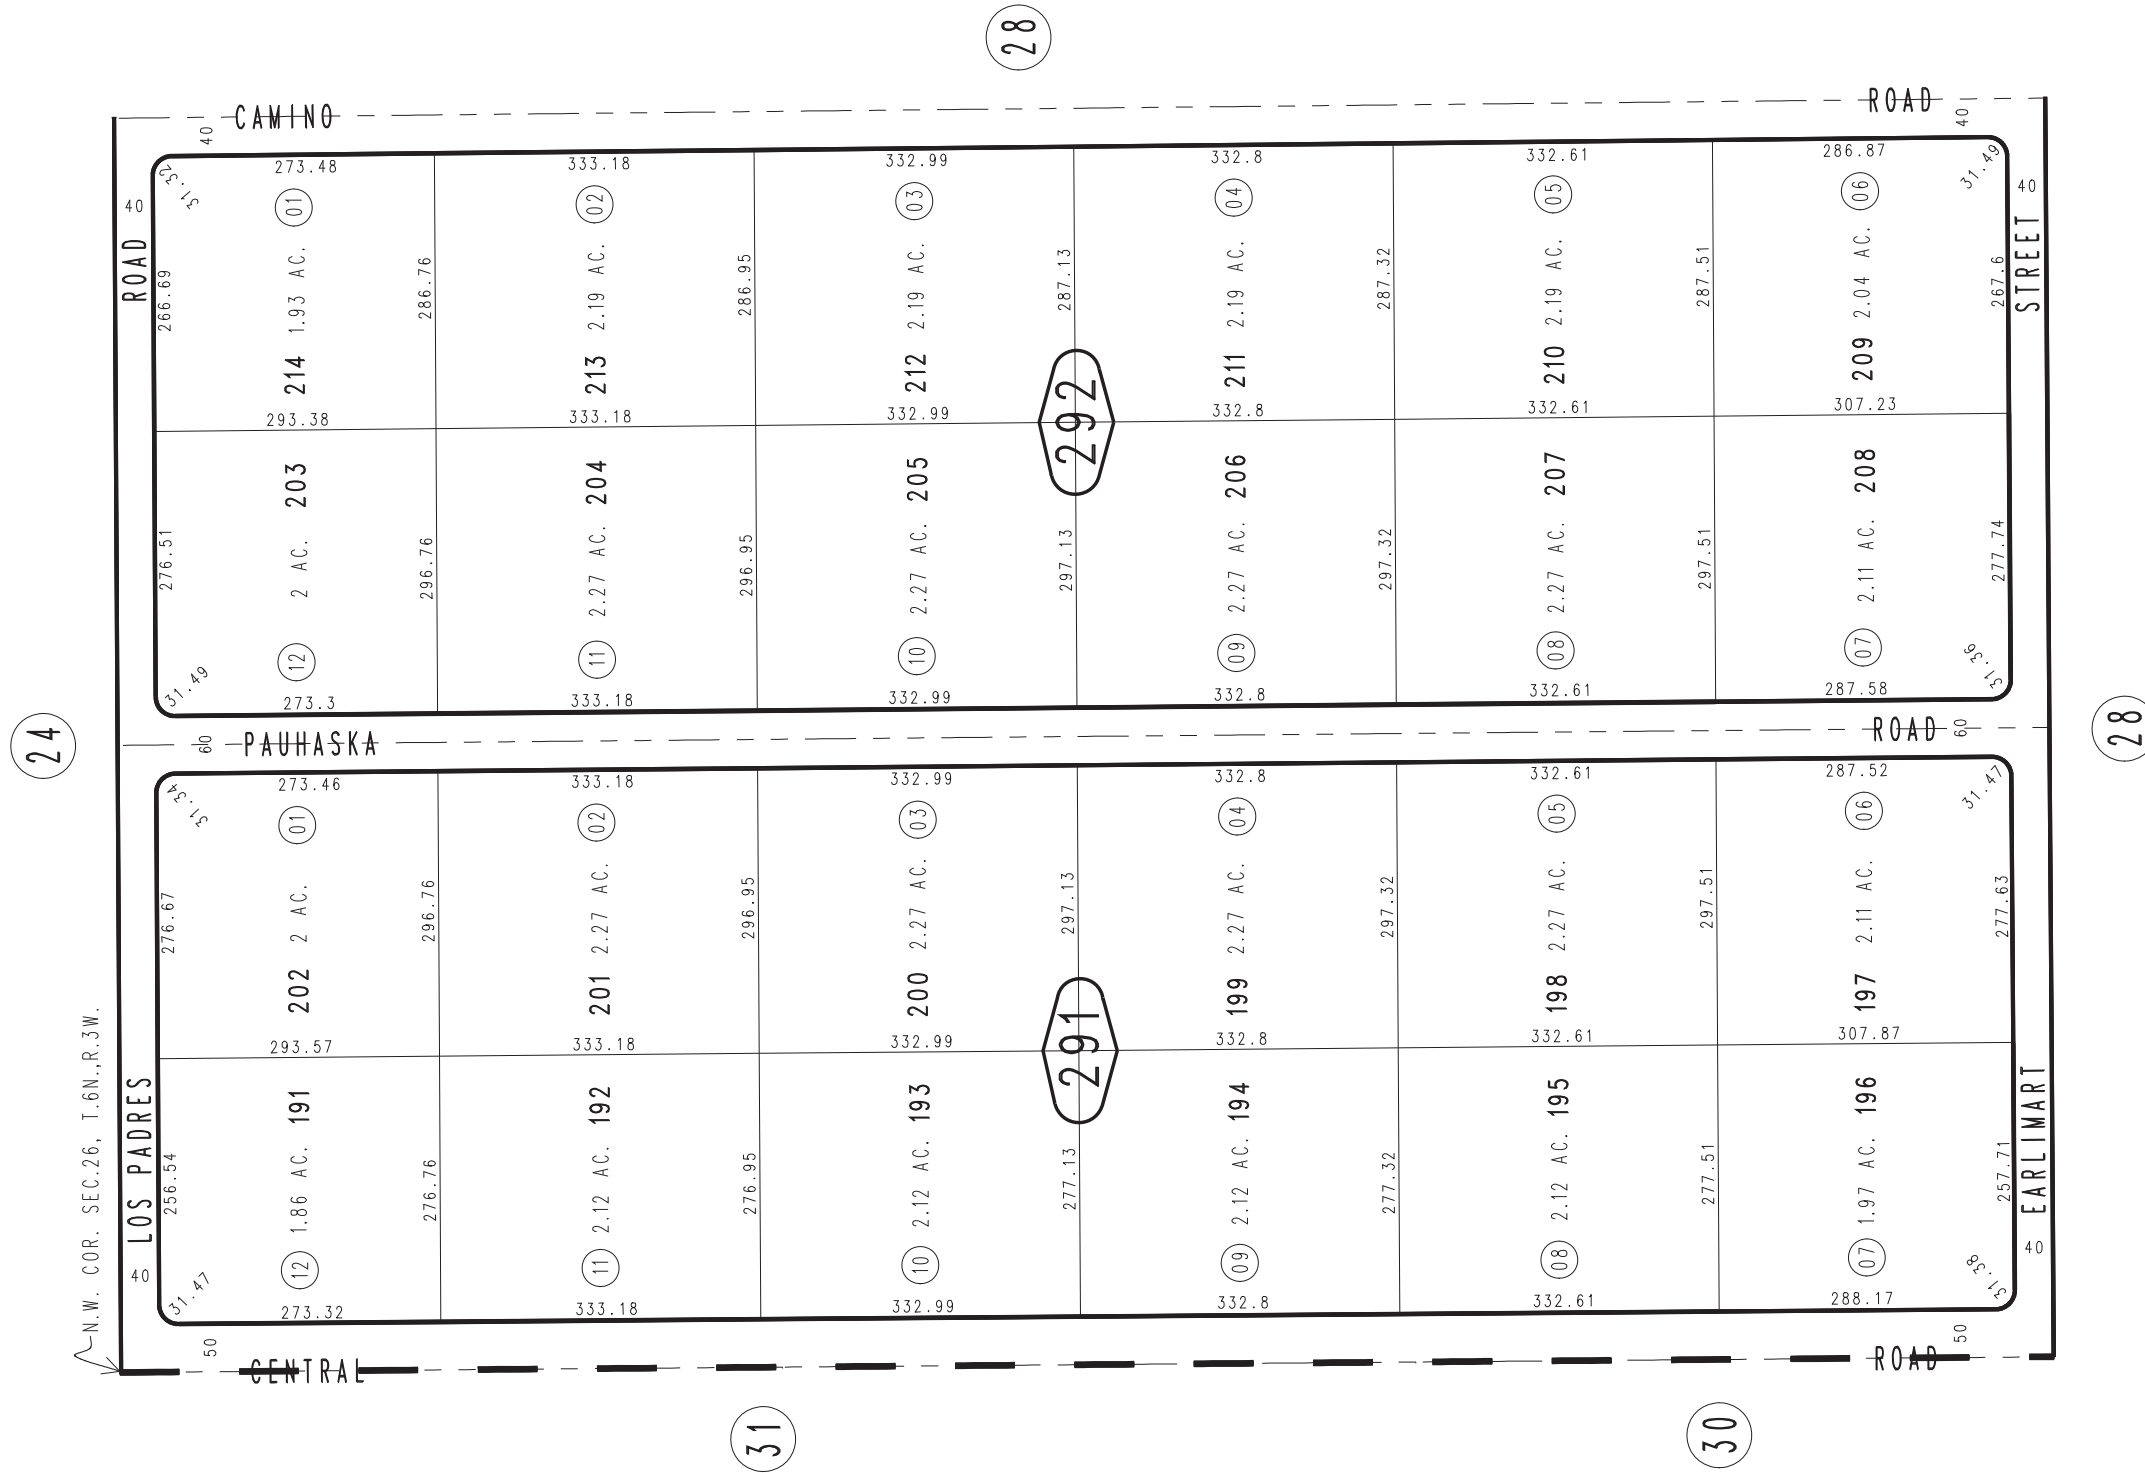 28
CAMINO ROAD
40 40
31.32 273.48 333.18 332.99 332.8 332.61 286.87 31.49
40 ROAD 40 STREET
01 02 03 04 05 06
266.69 286.76 286.95 287.13 287.32 287.51 267.6
1.93 AC. 2.19 AC. 2.19 AC. 2.19 AC. 2.19 AC. 2.04 AC.
214 213 212 211 210 209
293.38 333.18 332.99 332.8 332.61 307.23
292
203 204 205 206 207 208
276.51 296.76 296.95 297.13 297.32 297.51 277.74
2 AC. 2.27 AC. 2.27 AC. 2.27 AC. 2.27 AC. 2.11 AC.
12 11 10 09 08 07
31.49 273.3 333.18 332.99 332.8 332.61 287.58 31.36
24 28
60 PAUHASKA ROAD 60
31.34 273.46 333.18 332.99 332.8 332.61 287.52 31.47
01 02 03 04 05 06
276.67 296.76 296.95 297.13 297.32 297.51 277.63
2 AC. 2.27 AC. 2.27 AC. 2.27 AC. 2.27 AC. 2.11 AC.
202 201 200 199 198 197
293.57 333.18 332.99 332.8 332.61 307.87
291
N.W. COR. SEC.26, T.6N.,R.3W.
LOS PADRES EARLIMART
191 192 193 194 195 196
256.54 276.76 276.95 277.13 277.32 277.51 257.71
1.86 AC. 2.12 AC. 2.12 AC. 2.12 AC. 2.12 AC. 1.97 AC.
12 11 10 09 08 07
40 40
31.47 273.32 333.18 332.99 332.8 332.61 288.17 31.38
50 50
CENTRAL ROAD
31 30